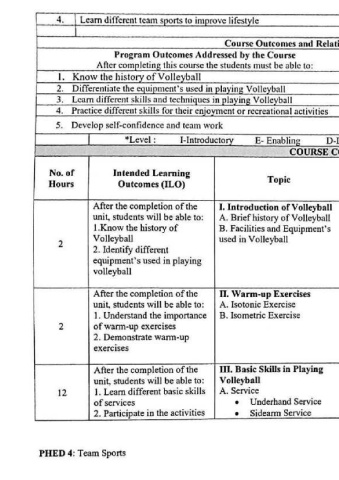 4. Learn different team sports to improve lifestyle
Course Outcomes and Relati
Program Outcomes Addressed by the Course
After completing this course the students must be able to:
1. Know the history of Volleyball
2. Differentiate the equipment's used in playing Volleyball
3. Learn different skills and techniques in playing Volleyball
4. Practice different skills for their enjoyment or recreational activities
5. Develop self-confidence and team work
*Level : I-Introductory E- Enabling D-I
COURSE CO
No. of
Hours
Intended Learning
Outcomes (ILO)
Topic
2
After the completion of the
unit, students will be able to:
1.Know the history of
Volleyball
2. Identify different
equipment's used in playing
volleyball
I. Introduction of Volleyball
A. Brief history of Volleyball
B. Facilities and Equipment's
used in Volleyball
2
After the completion of the
unit, students will be able to:
1. Understand the importance
of warm-up exercises
2. Demonstrate warm-up
exercises
II. Warm-up Exercises
A. Isotonic Exercise
B. Isometric Exercise
12
After the completion of the
unit, students will be able to:
1. Learn different basic skills
of services
2. Participate in the activities
III. Basic Skills in Playing
Volleyball
A. Service
• Underhand Service
• Sidearm Service
PHED 4: Team Sports